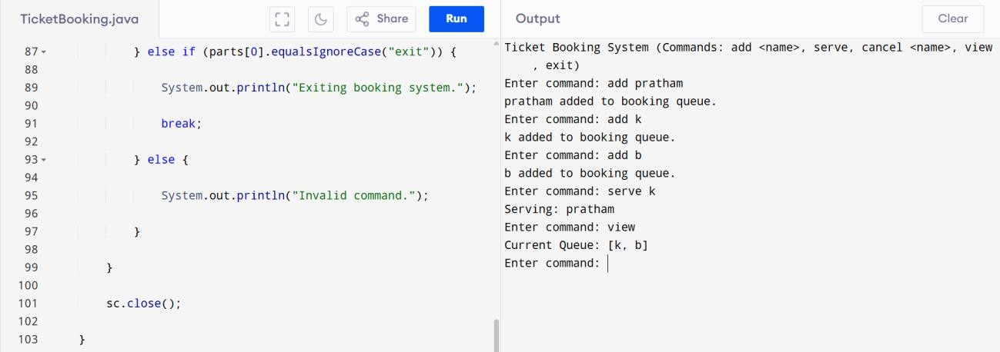 TicketBooking.java
Share
Run
Output
Clear
87 } else if (parts[0].equalsIgnoreCase("exit")) {
88
89 System.out.println("Exiting booking system.");
90
91 break;
92
93 } else {
94
95 System.out.println("Invalid command.");
96
97 }
98
99 }
100
101 sc.close();
102
103 }
Ticket Booking System (Commands: add <name>, serve, cancel <name>, view
, exit)
Enter command: add pratham
pratham added to booking queue.
Enter command: add k
k added to booking queue.
Enter command: add b
b added to booking queue.
Enter command: serve k
Serving: pratham
Enter command: view
Current Queue: [k, b]
Enter command: